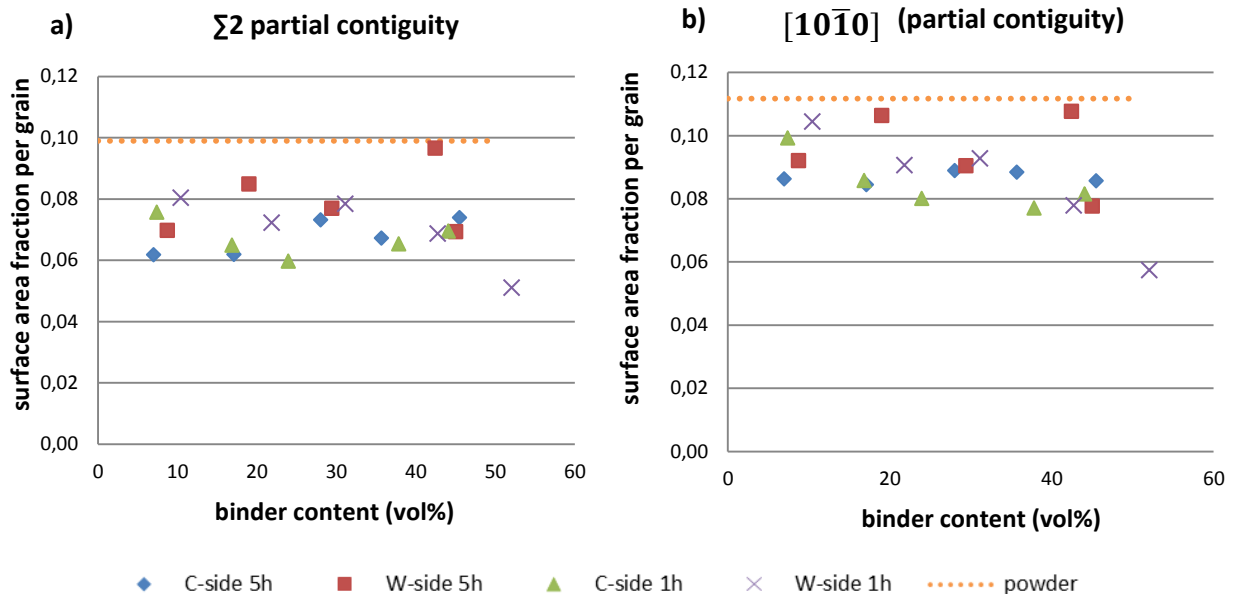 a) ∑2 partial contiguity
surface area fraction per grain
0,12
0,10
0,08
0,06
0,04
0,02
0,00
0 10 20 30 40 50 60
binder content (vol%)
b) [101̅0] (partial contiguity)
surface area fraction per grain
0,12
0,10
0,08
0,06
0,04
0,02
0,00
0 20 40 60
binder content (vol%)
C-side 5h W-side 5h C-side 1h W-side 1h powder